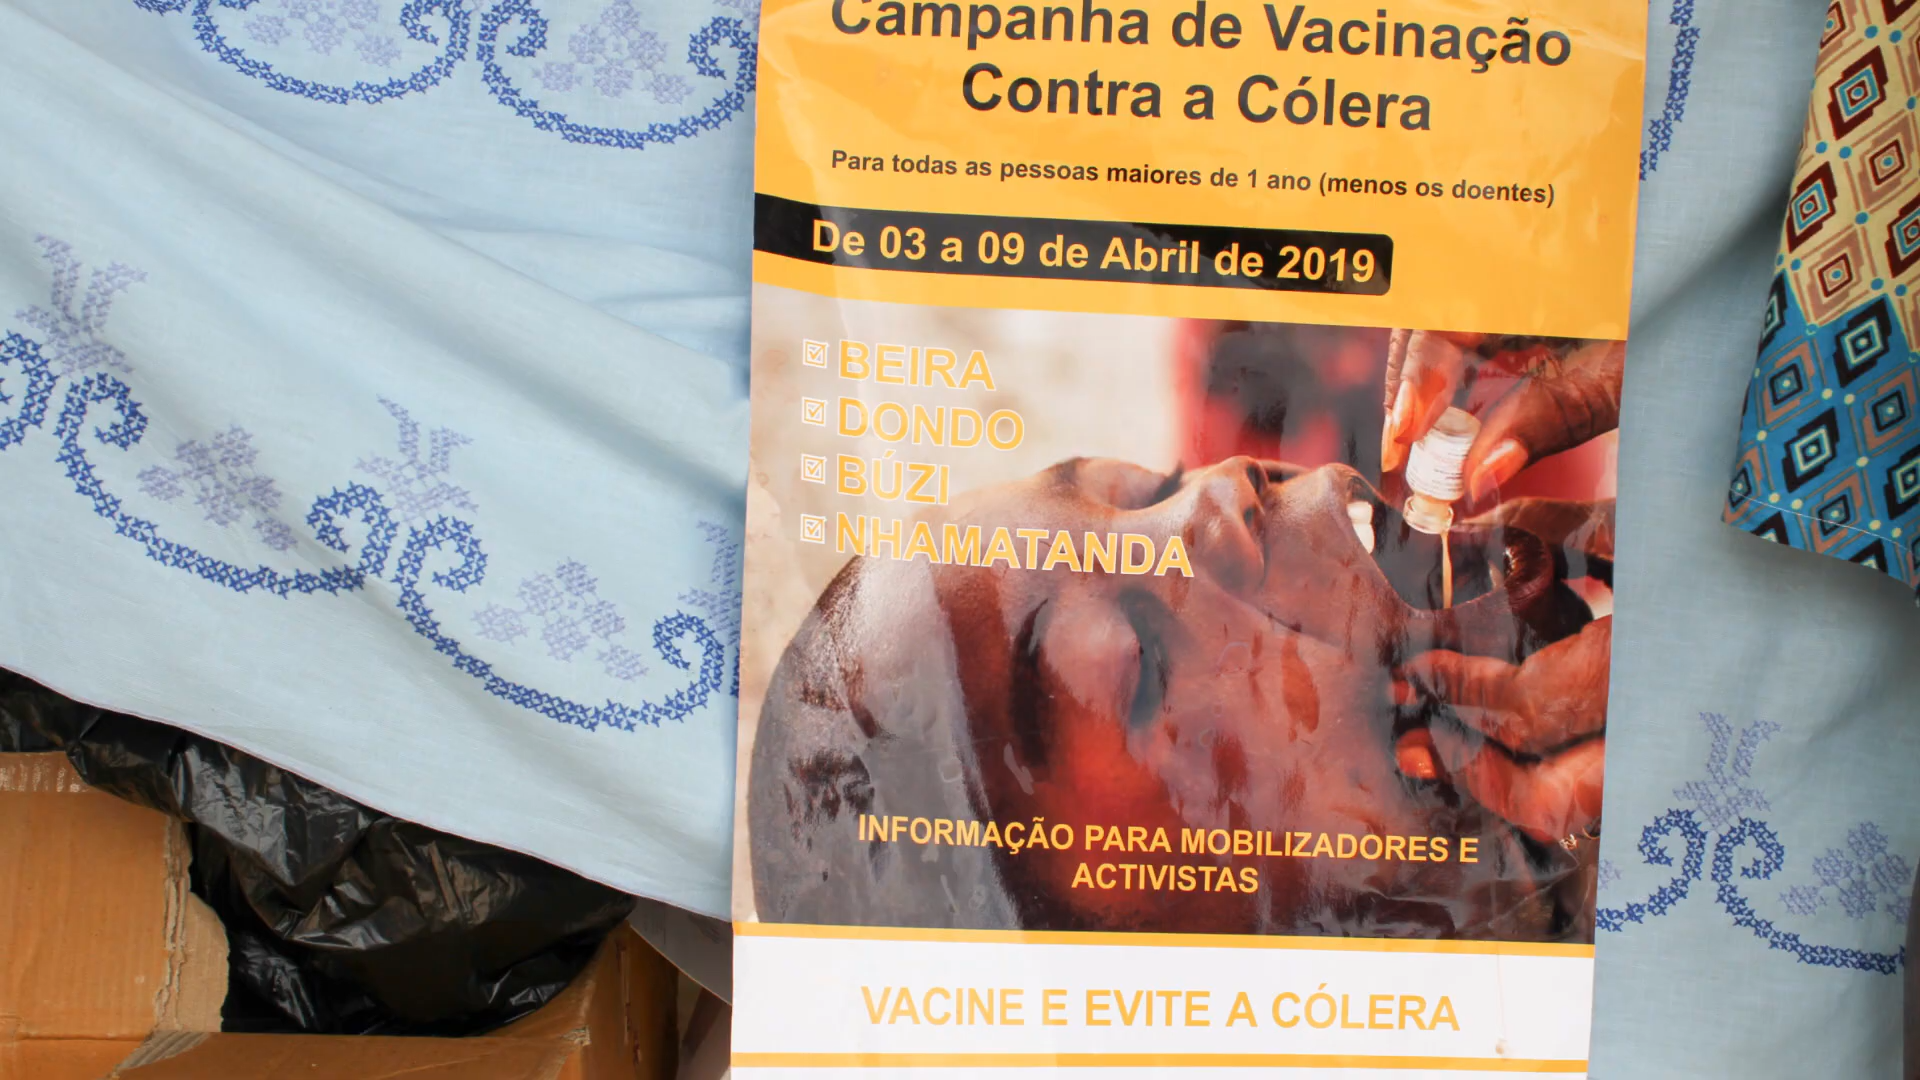 Campanha de Vacinação
Contra a Cólera
Para todas as pessoas maiores de 1 ano (menos os doentes)
De 03 a 09 de Abril de 2019
BEIRA
DONDO
BÚZI
NHAMATANDA
INFORMAÇÃO PARA MOBILIZADORES E
ACTIVISTAS
VACINE E EVITE A CÓLERA